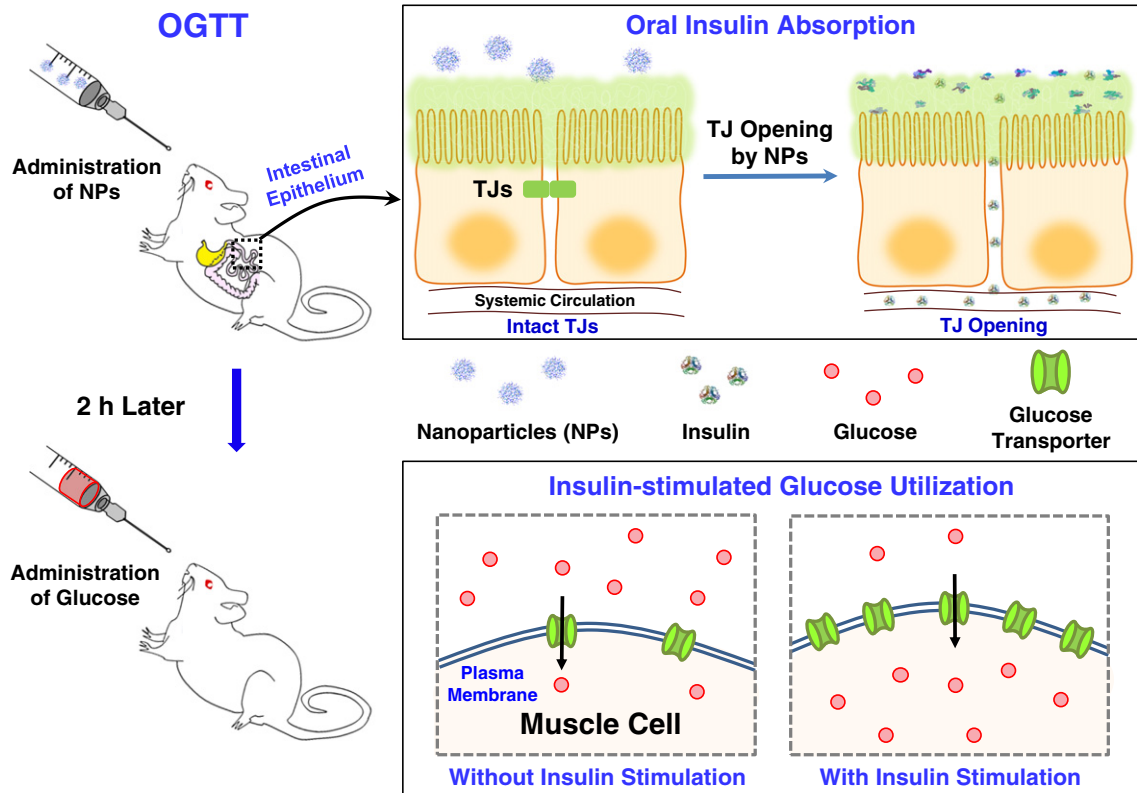 OGTT
Administration
of NPs
Intestinal
Epithelium
Oral Insulin Absorption
TJs
TJ Opening
by NPs
Systemic Circulation
Intact TJs
TJ Opening
2 h Later
Nanoparticles (NPs)
Insulin
Glucose
Glucose
Transporter
Administration
of Glucose
Insulin-stimulated Glucose Utilization
Plasma
Membrane
Muscle Cell
Without Insulin Stimulation
With Insulin Stimulation